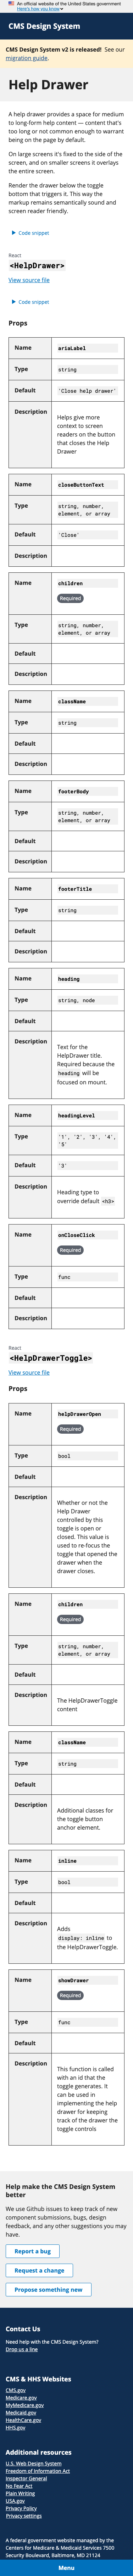 An official website of the United States government
Here's how you know
CMS Design System
CMS Design System v2 is released! See our
migration guide.
Help Drawer
A help drawer provides a space for medium
to long form help content — content that's
so long or not common enough to warrant
being on the page by default.
On large screens it's fixed to the side of the
content, and on smaller screens it overlays
the entire screen.
Render the drawer below the toggle
button that triggers it. This way the
markup stays contextually sound and
screen reader friendly.
Code snippet
React
<HelpDrawer>
View source file
Code snippet
Props
Name ariaLabel
Type string
Default 'Close help drawer'
Description
Helps give more
context to screen
readers on the button
that closes the Help
Drawer
Name closeButtonText
Type string, number,
element, or array
Default 'Close'
Description
Name children
Required
Type string, number,
element, or array
Default
Description
Name className
Type string
Default
Description
Name footerBody
Type string, number,
element, or array
Default
Description
Name footerTitle
Type string
Default
Description
Name heading
Type string, node
Default
Description
Text for the
HelpDrawer title.
Required because the
heading will be
focused on mount.
Name headingLevel
Type '1', '2', '3', '4',
'5'
Default '3'
Description
Heading type to
override default <h3>
Name onCloseClick
Required
Type func
Default
Description
React
<HelpDrawerToggle>
View source file
Props
Name helpDrawerOpen
Required
Type bool
Default
Description
Whether or not the
Help Drawer
controlled by this
toggle is open or
closed. This value is
used to re-focus the
toggle that opened the
drawer when the
drawer closes.
Name children
Required
Type string, number,
element, or array
Default
Description
The HelpDrawerToggle
content
Name className
Type string
Default
Description
Additional classes for
the toggle button
anchor element.
Name inline
Type bool
Default
Description
Adds
display: inline to
the HelpDrawerToggle.
Name showDrawer
Required
Type func
Default
Description
This function is called
with an id that the
toggle generates. It
can be used in
implementing the help
drawer for keeping
track of the drawer the
toggle controls
Help make the CMS Design System
better
We use Github issues to keep track of new
component submissions, bugs, design
feedback, and any other suggestions you may
have.
Report a bug
Request a change
Propose something new
Contact Us
Need help with the CMS Design System?
Drop us a line
CMS & HHS Websites
CMS.gov
Medicare.gov
MyMedicare.gov
Medicaid.gov
HealthCare.gov
HHS.gov
Additional resources
U.S. Web Design System
Freedom of Information Act
Inspector General
No Fear Act
Plain Writing
USA.gov
Privacy Policy
Privacy settings
A federal government website managed by the
Centers for Medicare & Medicaid Services 7500
Security Boulevard, Baltimore, MD 21124
Menu